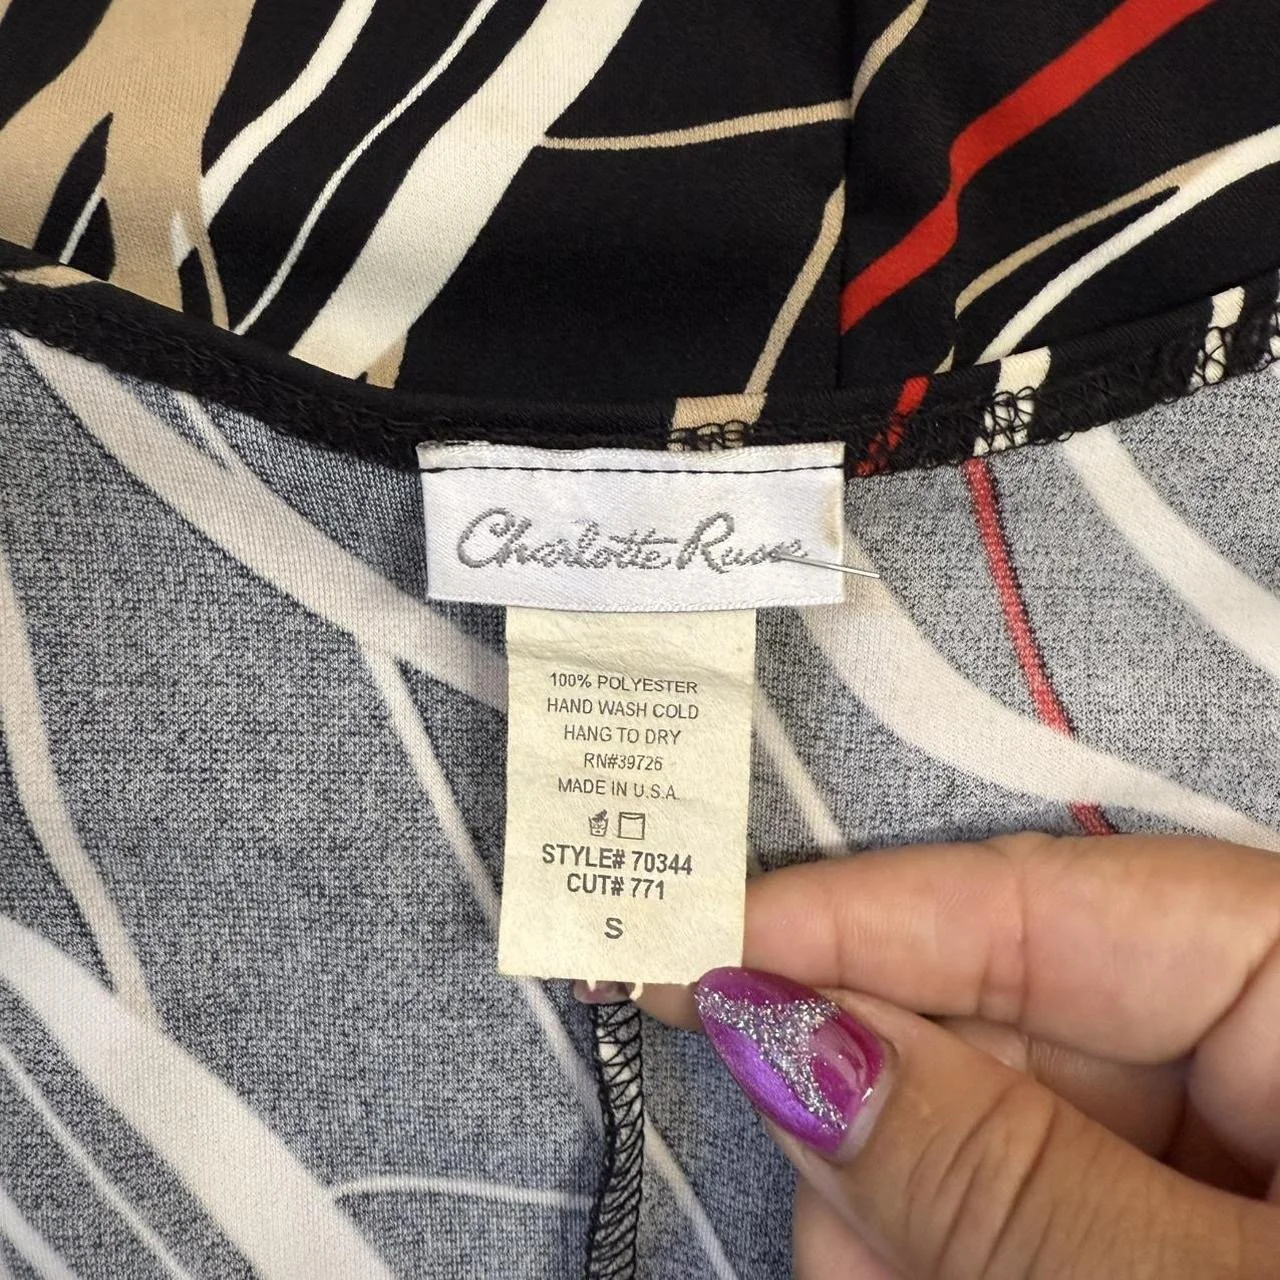 Charlotte Russe
100% POLYESTER
HAND WASH COLD
HANG TO DRY
RN#39726
MADE IN U.S.A.
STYLE# 70344
CUT# 771
S